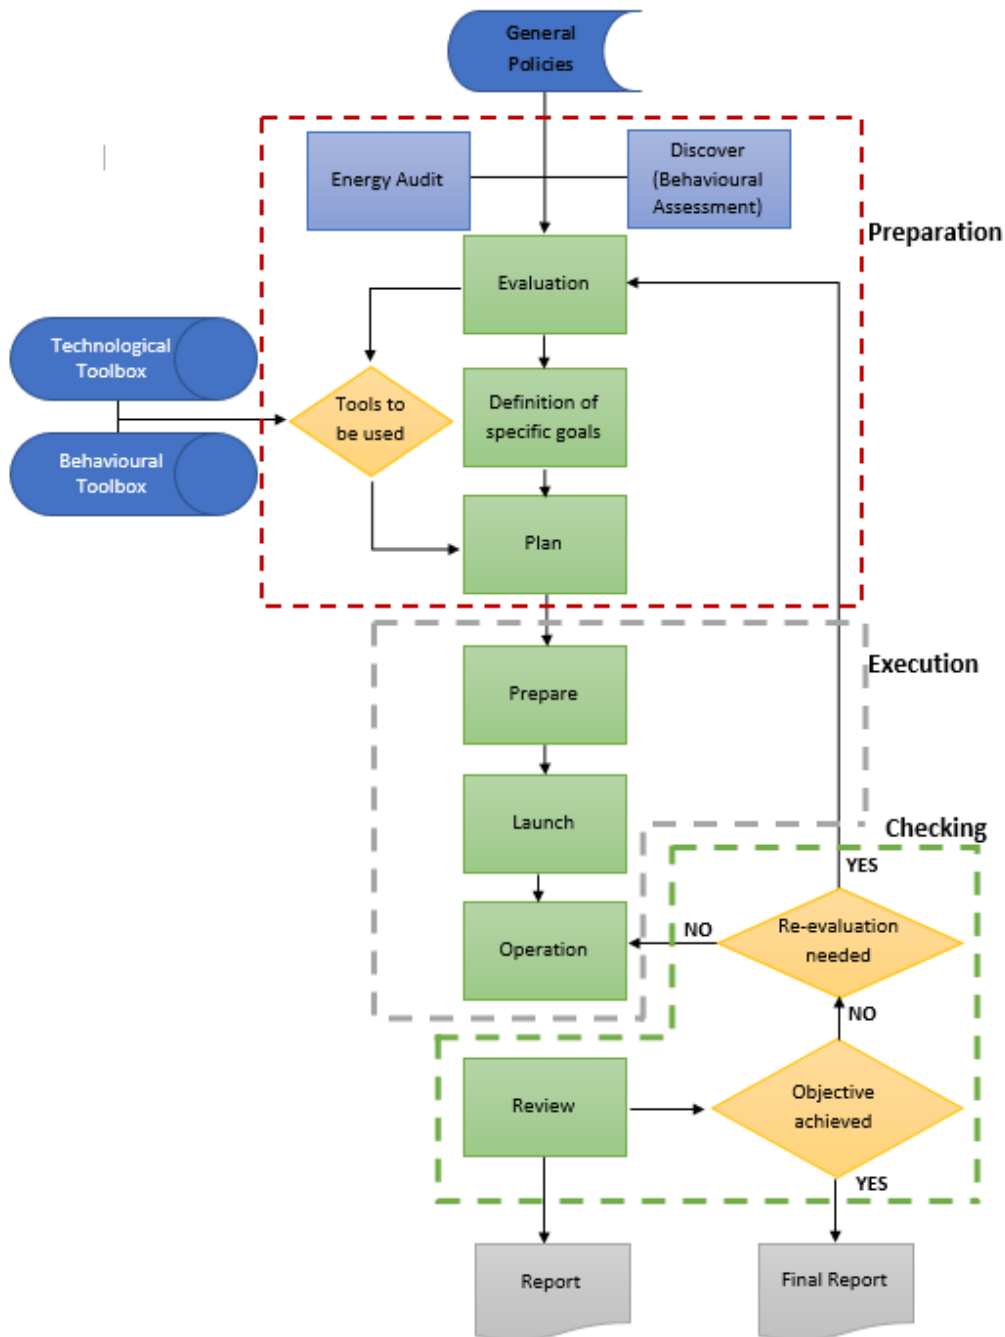 General
Policies
Energy Audit
Discover
(Behavioural
Assessment)
Preparation
Evaluation
Technological
Toolbox
Tools to
be used
Definition of
specific goals
Behavioural
Toolbox
Plan
Execution
Prepare
Launch
Checking
YES
Re-evaluation
needed
NO
Operation
NO
Review
Objective
achieved
YES
Report
Final Report